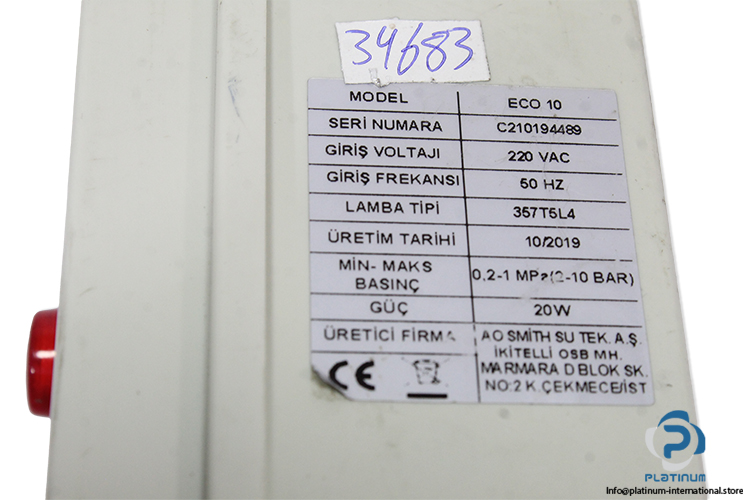 34683
MODEL ECO 10
SERİ NUMARA C210194489
GİRİŞ VOLTAJI 220 VAC
GİRİŞ FREKANSI 50 HZ
LAMBA TİPİ 357T5L4
ÜRETİM TARİHİ 10/2019
MİN- MAKS
BASINÇ 0.2-1 MPa(2-10 BAR)
GÜÇ 20W
ÜRETİCİ FİRMA AO SMİTH SU TEK. A.Ş.
İKİTELLİ OSB MH.
MARMARA D BLOK SK.
NO:2 K.ÇEKMECE/İST
CE
P
PLATINUM
Info@platinum-international.store